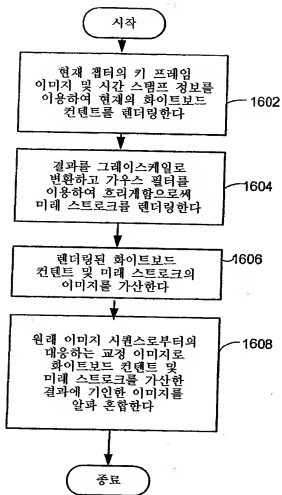 시작
현재 챕터의 키 프레임
이미지 및 시간 스탬프 정보를
이용하여 현재의 화이트보드
컨텐트를 렌더링한다
1602
결과를 그레이스케일로
변환하고 가우스 필터를
이용하여 흐리게함으로써
미래 스트로크를 렌더링한다
1604
렌더링된 화이트보드
컨텐트 및 미래 스트로크의
이미지를 가산한다
1606
원래 이미지 시퀀스로부터의
대응하는 교정 이미지로
화이트보드 컨텐트 및
미래 스트로크를 가산한
결과에 기인한 이미지를
알파 혼합한다
1608
종료